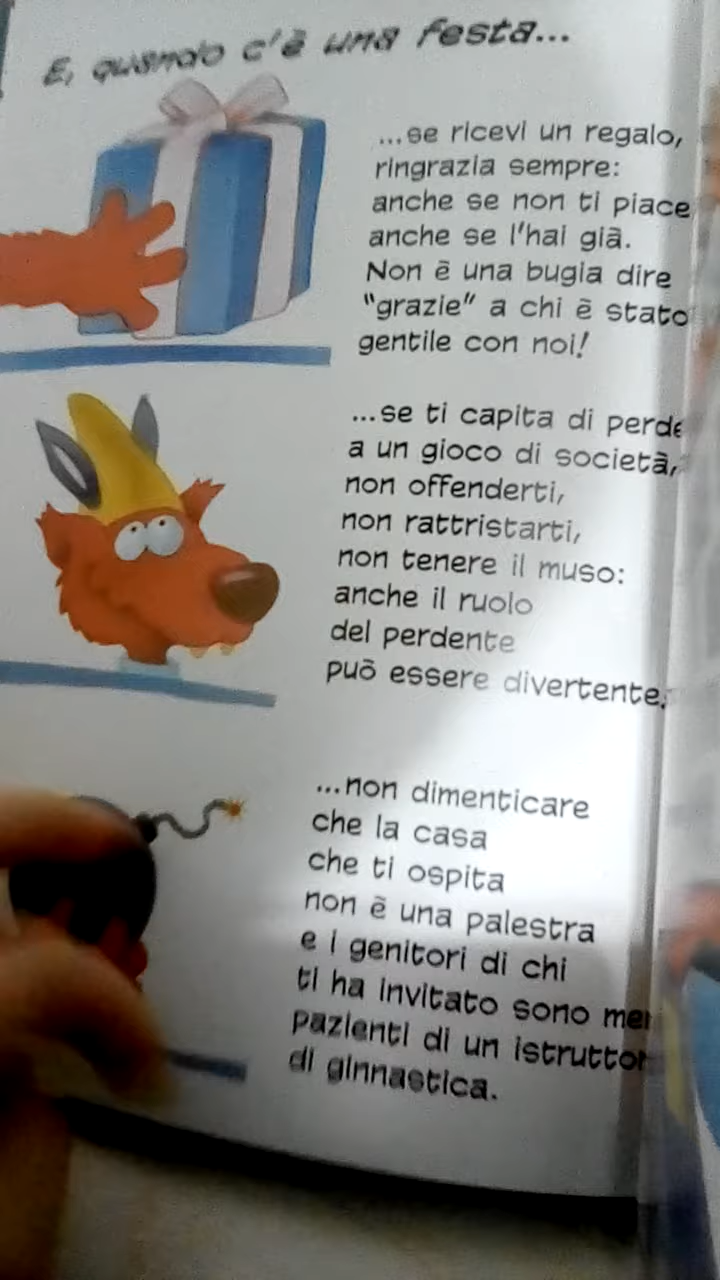 E, quando c'è una festa...
...se ricevi un regalo,
ringrazia sempre:
anche se non ti piace
anche se l'hai già.
Non è una bugia dire
"grazie" a chi è stato
gentile con noi!
...se ti capita di perde
a un gioco di società,
non offenderti,
non rattristarti,
non tenere il muso:
anche il ruolo
del perdente
può essere divertente.
...non dimenticare
che la casa
che ti ospita
non è una palestra
e i genitori di chi
ti ha invitato sono me
pazienti di un istruttor
di ginnastica.